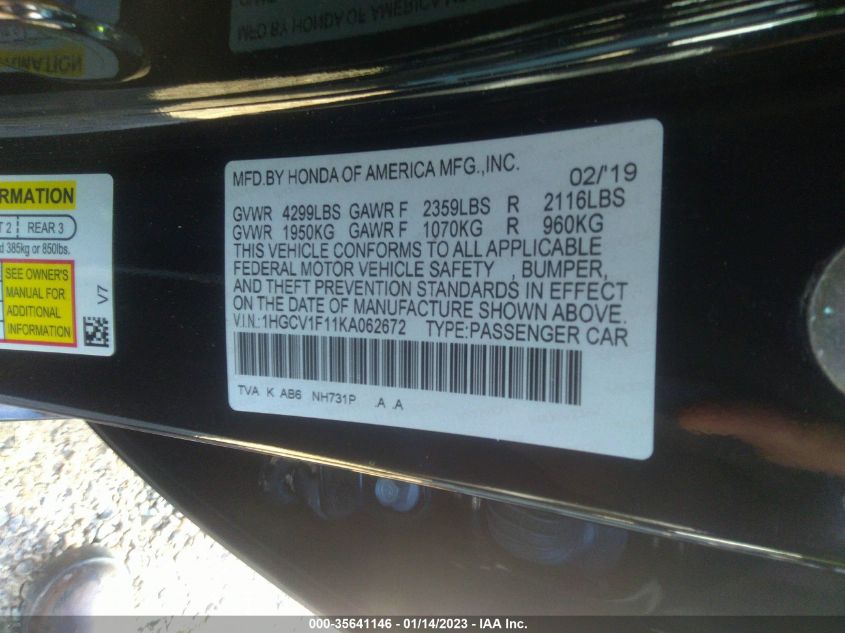 MFD.BY HONDA OF AMERICA MFG.,INC. 02/'19
GVWR 4299LBS GAWR F 2359LBS R 2116LBS
GVWR 1950KG GAWR F 1070KG R 960KG
THIS VEHICLE CONFORMS TO ALL APPLICABLE
FEDERAL MOTOR VEHICLE SAFETY , BUMPER,
AND THEFT PREVENTION STANDARDS IN EFFECT
ON THE DATE OF MANUFACTURE SHOWN ABOVE.
V.I.N.:1HGCV1F11KA062672 TYPE:PASSENGER CAR
TVA K AB6 NH731P .A .A
REAR 3
385kg or 850lbs.
SEE OWNER'S
MANUAL FOR
ADDITIONAL
INFORMATION
V7
000-35641146 - 01/14/2023 - IAA Inc.